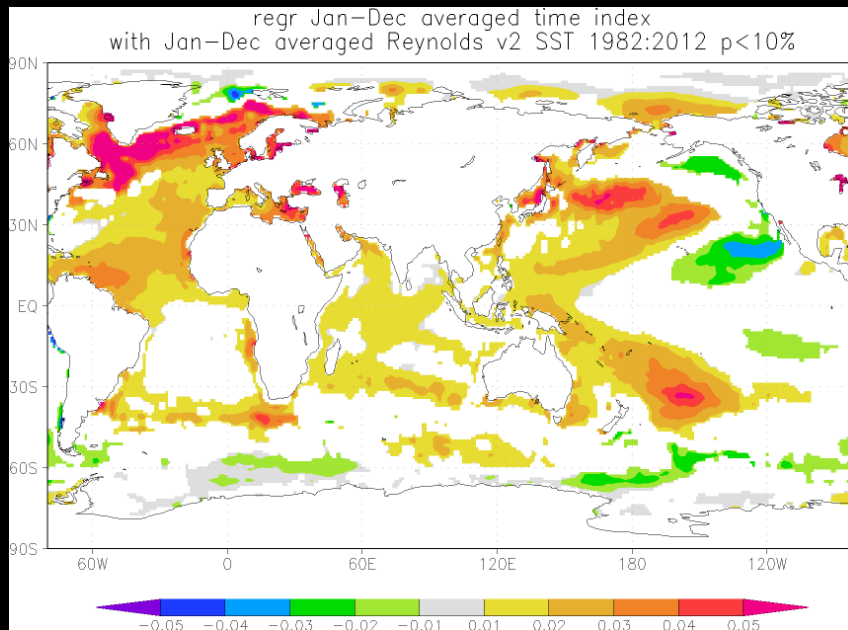 regr Jan-Dec averaged time index
with Jan-Dec averaged Reynolds v2 SST 1982:2012 p<10%
90N
60N
30N
EQ
30S
60S
90S
60W 0 60E 120E 180 120W
-0.05 -0.04 -0.03 -0.02 -0.01 0.01 0.02 0.03 0.04 0.05